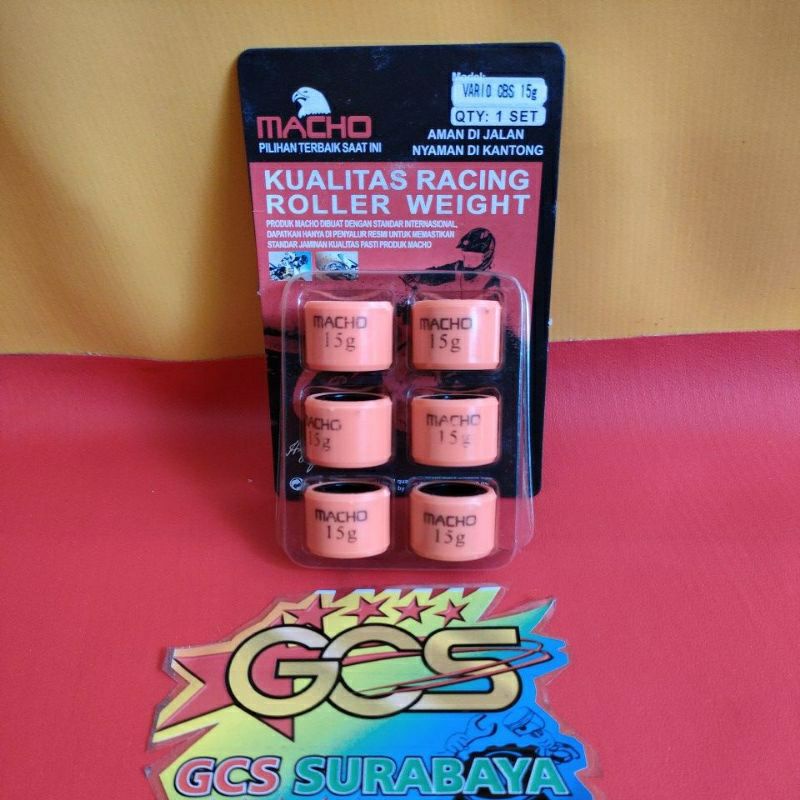 Model:
VARIO CBS 15g
QTY: 1 SET
MACHO
PILIHAN TERBAIK SAAT INI
AMAN DI JALAN
NYAMAN DI KANTONG
KUALITAS RACING
ROLLER WEIGHT
PRODUK MACHO DIBUAT DENGAN STANDAR INTERNASIONAL,
DAPATKAN HANYA DI PENYALUR RESMI UNTUK MEMASTIKAN
STANDAR JAMINAN KUALITAS PASTI PRODUK MACHO
MACHO
15g
MACHO
15g
MACHO
15g
MACHO
15g
MACHO
15g
MACHO
15g
GCS
GCS SURABAYA